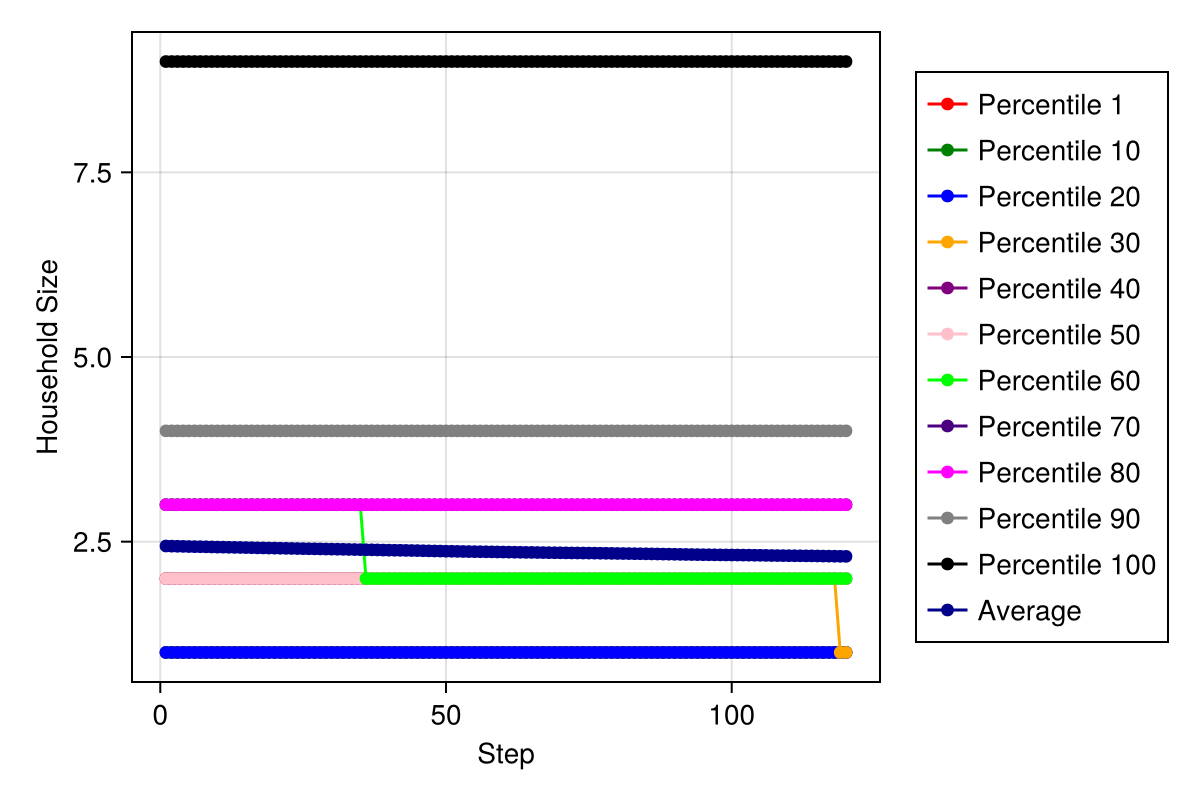 7.5
5.0
2.5
Household Size
0
50
100
Step
Percentile 1
Percentile 10
Percentile 20
Percentile 30
Percentile 40
Percentile 50
Percentile 60
Percentile 70
Percentile 80
Percentile 90
Percentile 100
Average